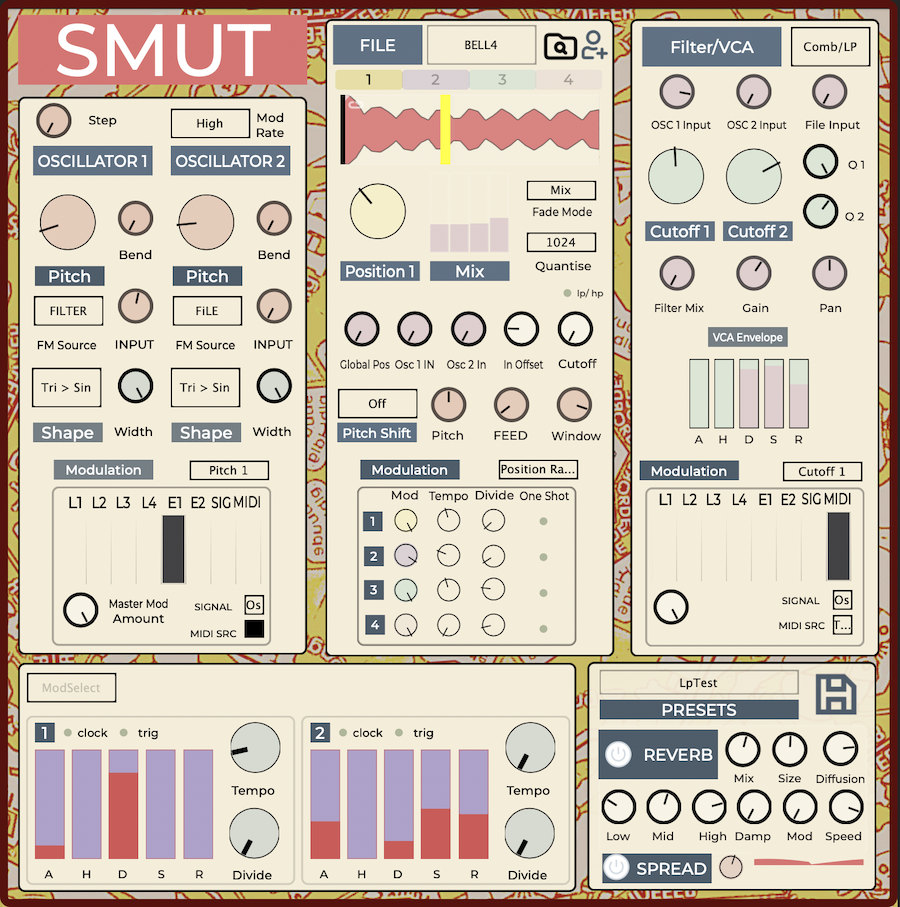 SMUT
Step
High
Mod
Rate
OSCILLATOR 1
OSCILLATOR 2
Bend
Bend
Pitch
Pitch
FILTER
FiLE
FM Source
INPUT
FM Source
INPUT
Tri > Sin
Tri > Sin
Shape
Width
Shape
Width
Modulation
Pitch 1
L1 L2 L3 L4 E1 E2 SIG MIDI
Master Mod
Amount
SIGNAL
Os
MIDI SRC
FILE
BELL4
1 2 3 4
Mix
Fade Mode
1024
Quantise
Position 1
Mix
lp/ hp
Global Pos
Osc 1 IN
Osc 2 In
In Offset
Cutoff
Off
Pitch Shift
Pitch
FEED
Window
Modulation
Position Ra...
Mod Tempo Divide One Shot
1
2
3
4
Filter/VCA
Comb/LP
OSC 1 Input
OSC 2 Input
File Input
Q 1
Q 2
Cutoff 1
Cutoff 2
Filter Mix
Gain
Pan
VCA Envelope
A H D S R
Modulation
Cutoff 1
L1 L2 L3 L4 E1 E2 SIG MIDI
SIGNAL
Os
MIDI SRC
T...
ModSelect
1 clock trig
Tempo
A H D S R
Divide
2 clock trig
Tempo
A H D S R
Divide
LpTest
PRESETS
REVERB
Mix
Size
Diffusion
Low
Mid
High
Damp
Mod
Speed
SPREAD